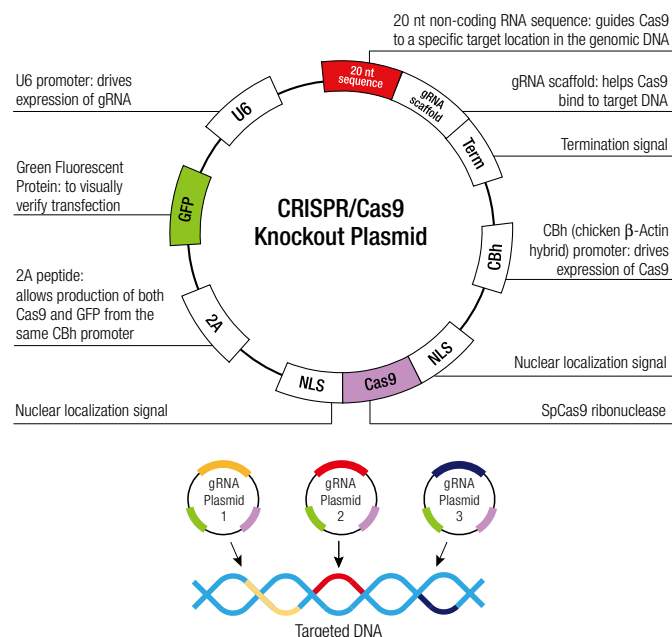 20 nt non-coding RNA sequence: guides Cas9
to a specific target location in the genomic DNA
U6 promoter: drives
expression of gRNA
gRNA scaffold: helps Cas9
bind to target DNA
Termination signal
Green Fluorescent
Protein: to visually
verify transfection
CBh (chicken β-Actin
hybrid) promoter: drives
expression of Cas9
2A peptide:
allows production of both
Cas9 and GFP from the
same CBh promoter
Nuclear localization signal
Nuclear localization signal
SpCas9 ribonuclease
CRISPR/Cas9
Knockout Plasmid
U6
20 nt
sequence
gRNA
scaffold
Term
CBh
NLS
Cas9
NLS
2A
GFP
gRNA
Plasmid
1
gRNA
Plasmid
2
gRNA
Plasmid
3
Targeted DNA